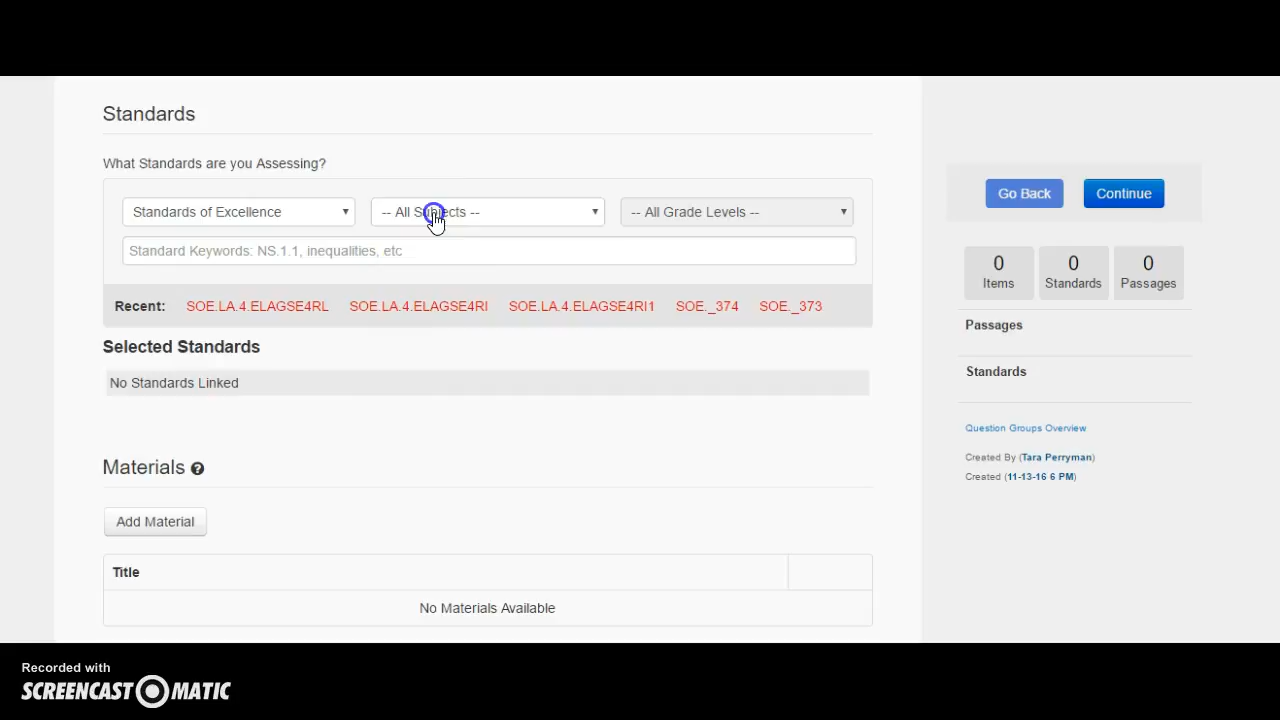 Standards
What Standards are you Assessing?
Standards of Excellence
-- All Subjects --
-- All Grade Levels --
Standard Keywords: NS.1.1, inequalities, etc
Recent: SOE.LA.4.ELAGSE4RL SOE.LA.4.ELAGSE4RI SOE.LA.4.ELAGSE4RI1 SOE._374 SOE._373
Selected Standards
No Standards Linked
Materials ?
Add Material
Title
No Materials Available
Go Back Continue
0 0 0
Items Standards Passages
Passages
Standards
Question Groups Overview
Created By (Tara Perryman)
Created (11-13-16 6 PM)
Recorded with
SCREENCAST MATIC